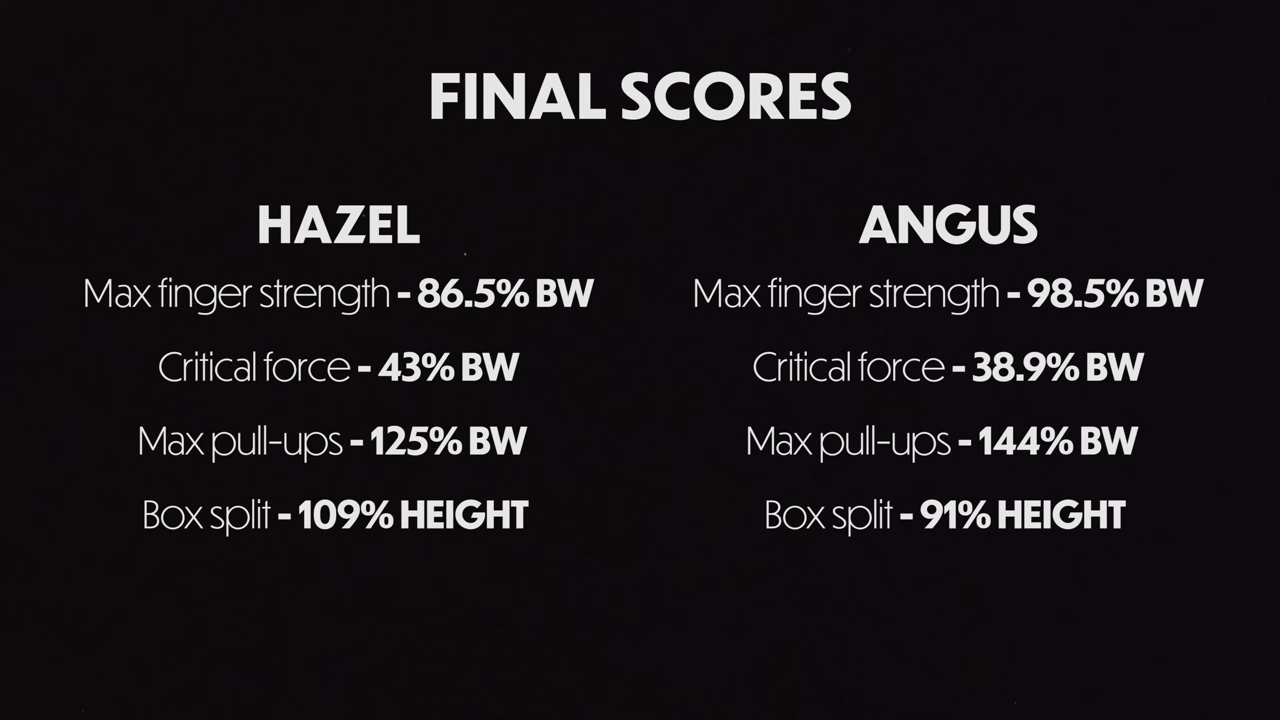 FINAL SCORES
HAZEL
Max finger strength - 86.5% BW
Critical force - 43% BW
Max pull-ups - 125% BW
Box split - 109% HEIGHT
ANGUS
Max finger strength - 98.5% BW
Critical force - 38.9% BW
Max pull-ups - 144% BW
Box split - 91% HEIGHT